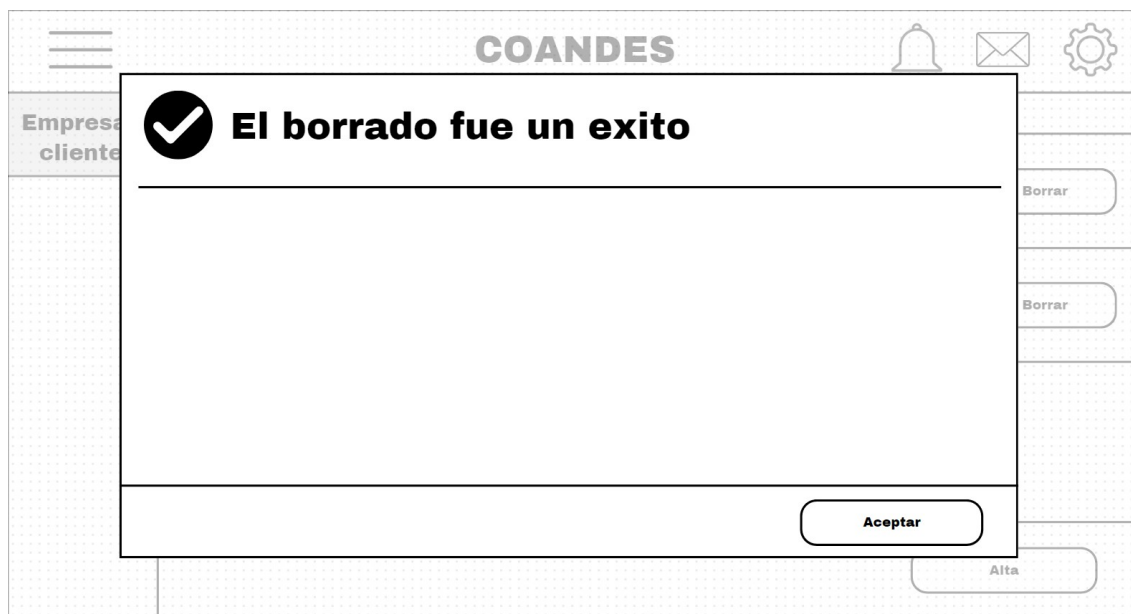 COANDES
El borrado fue un exito
Empresa
cliente
Borrar
Borrar
Aceptar
Alta